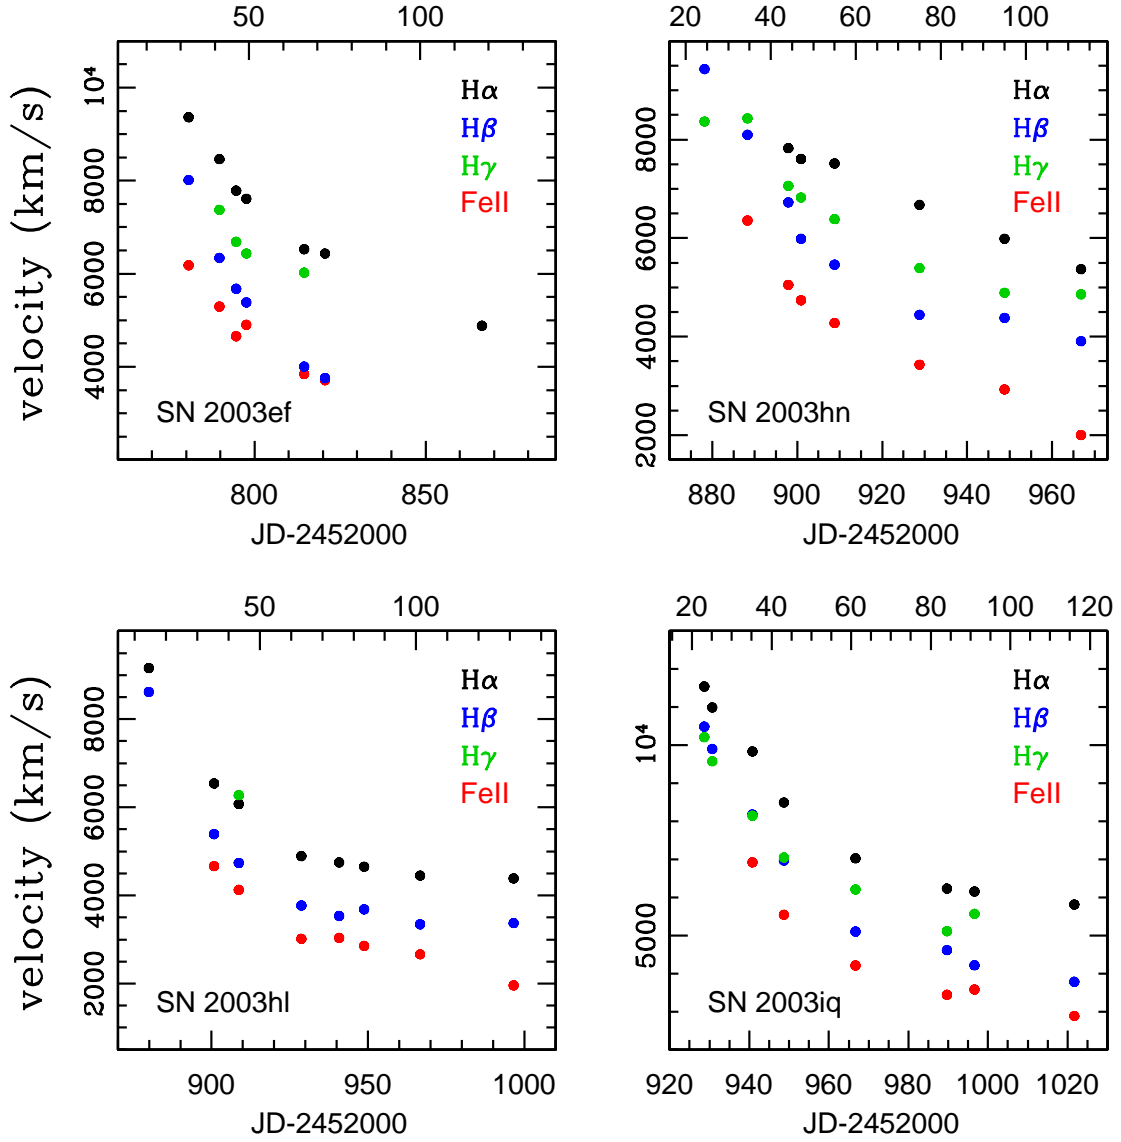 50 100
20 40 60 80 100
velocity (km/s)
10⁴
8000
6000
4000
Hα
Hβ
Hγ
FeII
SN 2003ef
800 850
JD-2452000
8000
6000
4000
2000
Hα
Hβ
Hγ
FeII
SN 2003hn
880 900 920 940 960
JD-2452000
50 100
20 40 60 80 100 120
velocity (km/s)
8000
6000
4000
2000
Hα
Hβ
Hγ
FeII
SN 2003hl
900 950 1000
JD-2452000
10⁴
5000
Hα
Hβ
Hγ
FeII
SN 2003iq
920 940 960 980 1000 1020
JD-2452000